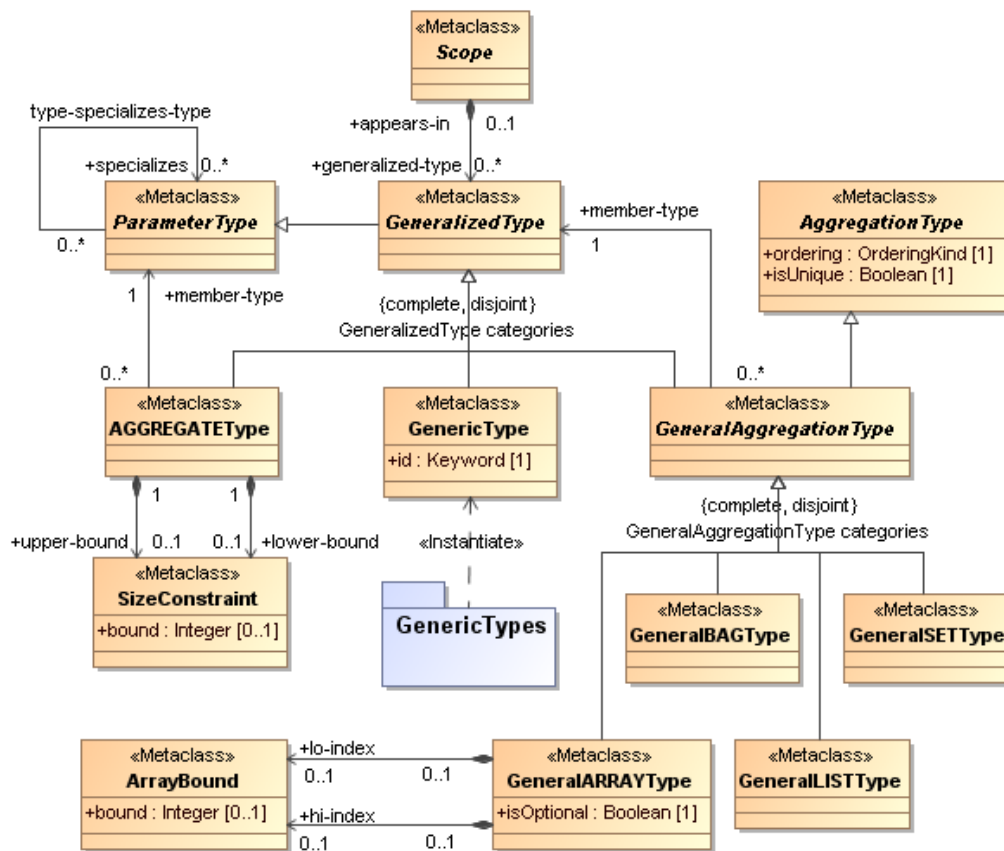 «Metaclass»
Scope
type-specializes-type
+appears-in
0..1
+specializes
0..*
+generalized-type
0..*
«Metaclass»
ParameterType
0..*
«Metaclass»
GeneralizedType
+member-type
1
«Metaclass»
AggregationType
+ordering : OrderingKind [1]
+isUnique : Boolean [1]
1
+member-type
{complete, disjoint}
GeneralizedType categories
0..*
0..*
«Metaclass»
AGGREGATEType
«Metaclass»
GenericType
+id : Keyword [1]
«Metaclass»
GeneralAggregationType
1
1
+upper-bound
0..1
0..1
+lower-bound
«Instantiate»
{complete, disjoint}
GeneralAggregationType categories
«Metaclass»
SizeConstraint
+bound : Integer [0..1]
GenericTypes
«Metaclass»
GeneralBAGType
«Metaclass»
GeneralSETType
«Metaclass»
ArrayBound
+bound : Integer [0..1]
+lo-index
0..1
0..1
+hi-index
0..1
0..1
«Metaclass»
GeneralARRAYType
+isOptional : Boolean [1]
«Metaclass»
GeneralLISTType